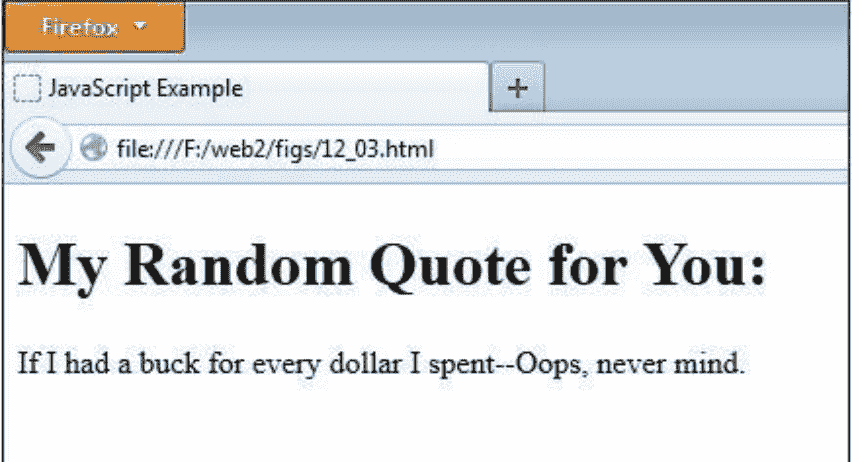 Firefox
JavaScript Example
file:///F:/web2/figs/12_03.html
My Random Quote for You:
If I had a buck for every dollar I spent--Oops, never mind.